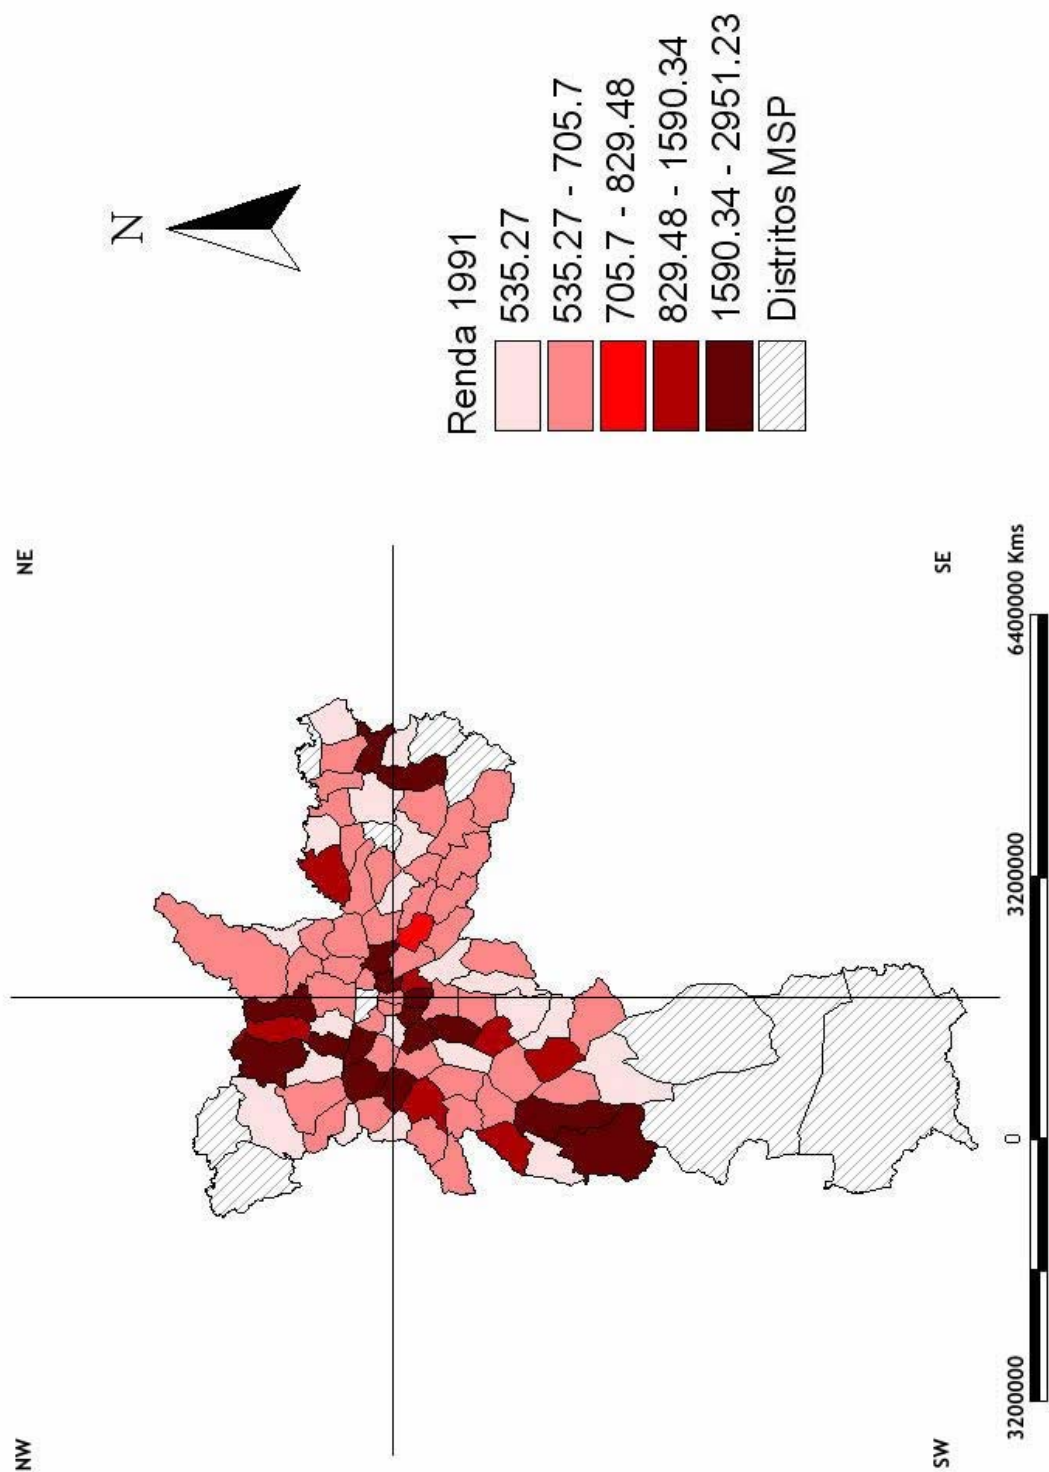 N
Renda 1991
535.27
535.27 - 705.7
705.7 - 829.48
829.48 - 1590.34
1590.34 - 2951.23
Distritos MSP
NW
NE
SW
SE
3200000 0 3200000 6400000 Kms